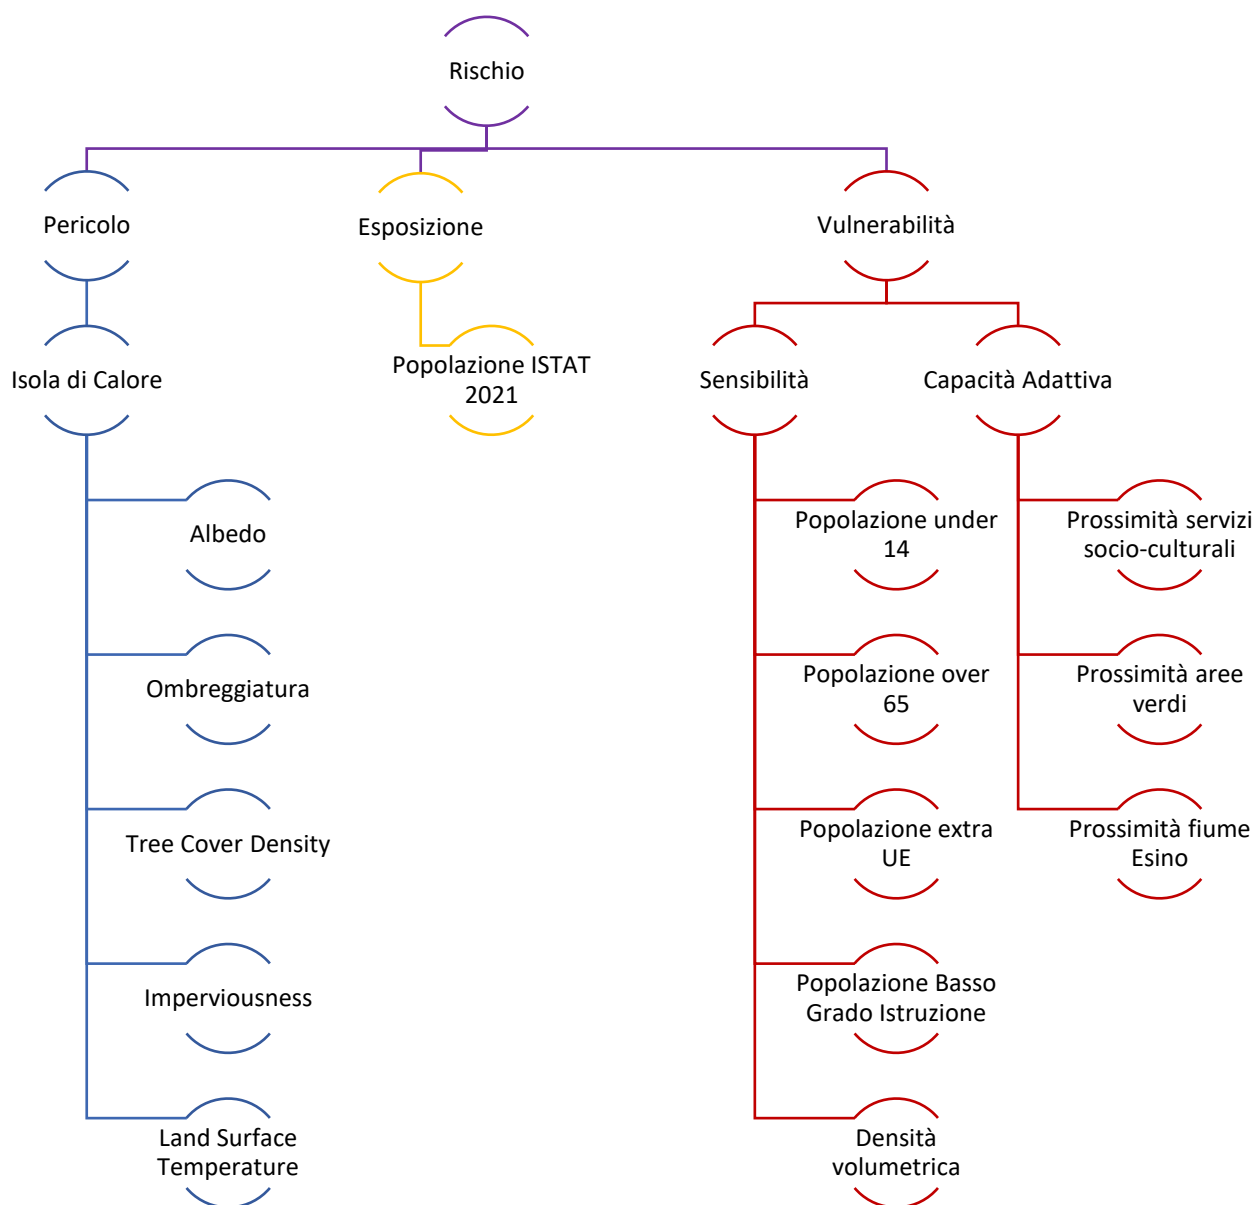 Rischio
Pericolo
Esposizione
Vulnerabilità
Isola di Calore
Popolazione ISTAT
2021
Sensibilità
Capacità Adattiva
Albedo
Popolazione under
14
Prossimità servizi
socio-culturali
Ombreggiatura
Popolazione over
65
Prossimità aree
verdi
Tree Cover Density
Popolazione extra
UE
Prossimità fiume
Esino
Imperviousness
Popolazione Basso
Grado Istruzione
Land Surface
Temperature
Densità
volumetrica